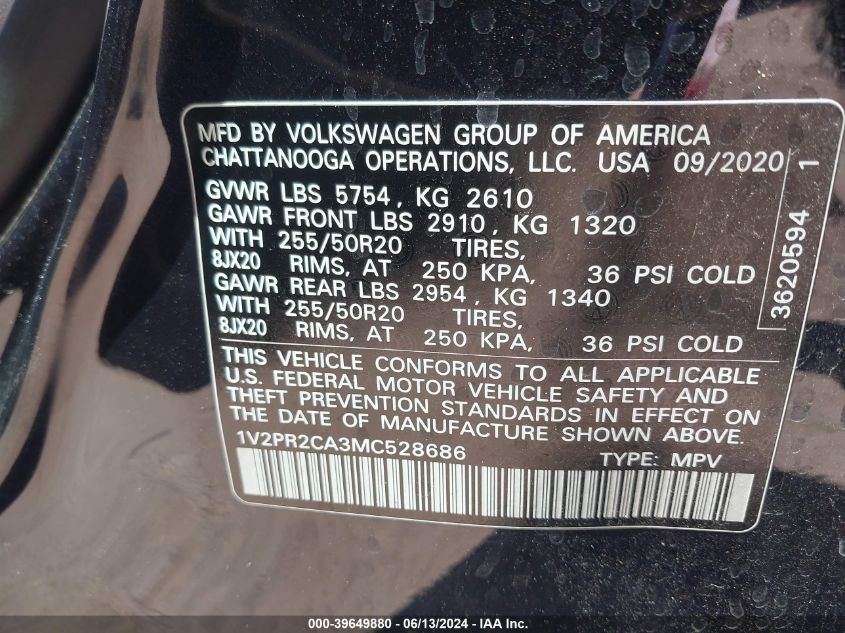 MFD BY VOLKSWAGEN GROUP OF AMERICA
CHATTANOOGA OPERATIONS, LLC. USA 09/2020
GVWR LBS 5754, KG 2610
GAWR FRONT LBS 2910, KG 1320
WITH 255/50R20 TIRES,
8JX20 RIMS, AT 250 KPA, 36 PSI COLD
GAWR REAR LBS 2954, KG 1340
WITH 255/50R20 TIRES,
8JX20 RIMS, AT 250 KPA, 36 PSI COLD
3620594 1
THIS VEHICLE CONFORMS TO ALL APPLICABLE
U.S. FEDERAL MOTOR VEHICLE SAFETY AND
THEFT PREVENTION STANDARDS IN EFFECT ON
THE DATE OF MANUFACTURE SHOWN ABOVE
1V2PR2CA3MC528686 TYPE: MPV
000-39649880 - 06/13/2024 - IAA Inc.